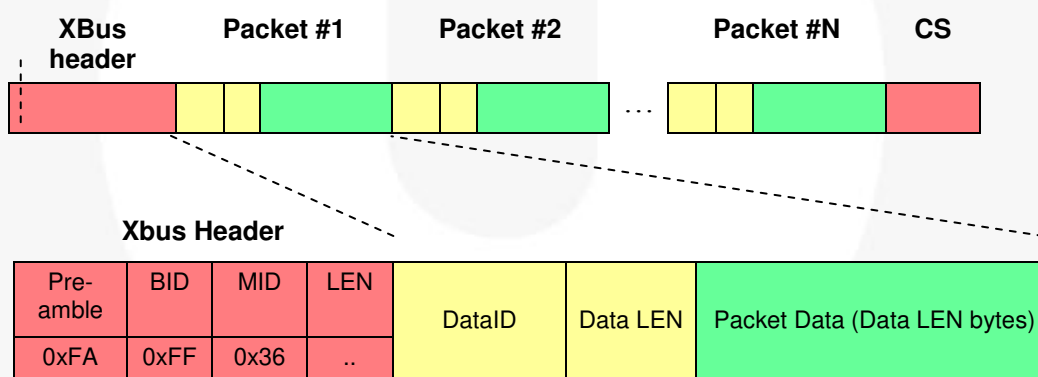 XBus header Packet #1 Packet #2 Packet #N CS
...
Xbus Header
Pre-amble BID MID LEN DataID Data LEN Packet Data (Data LEN bytes)
0xFA 0xFF 0x36 ..